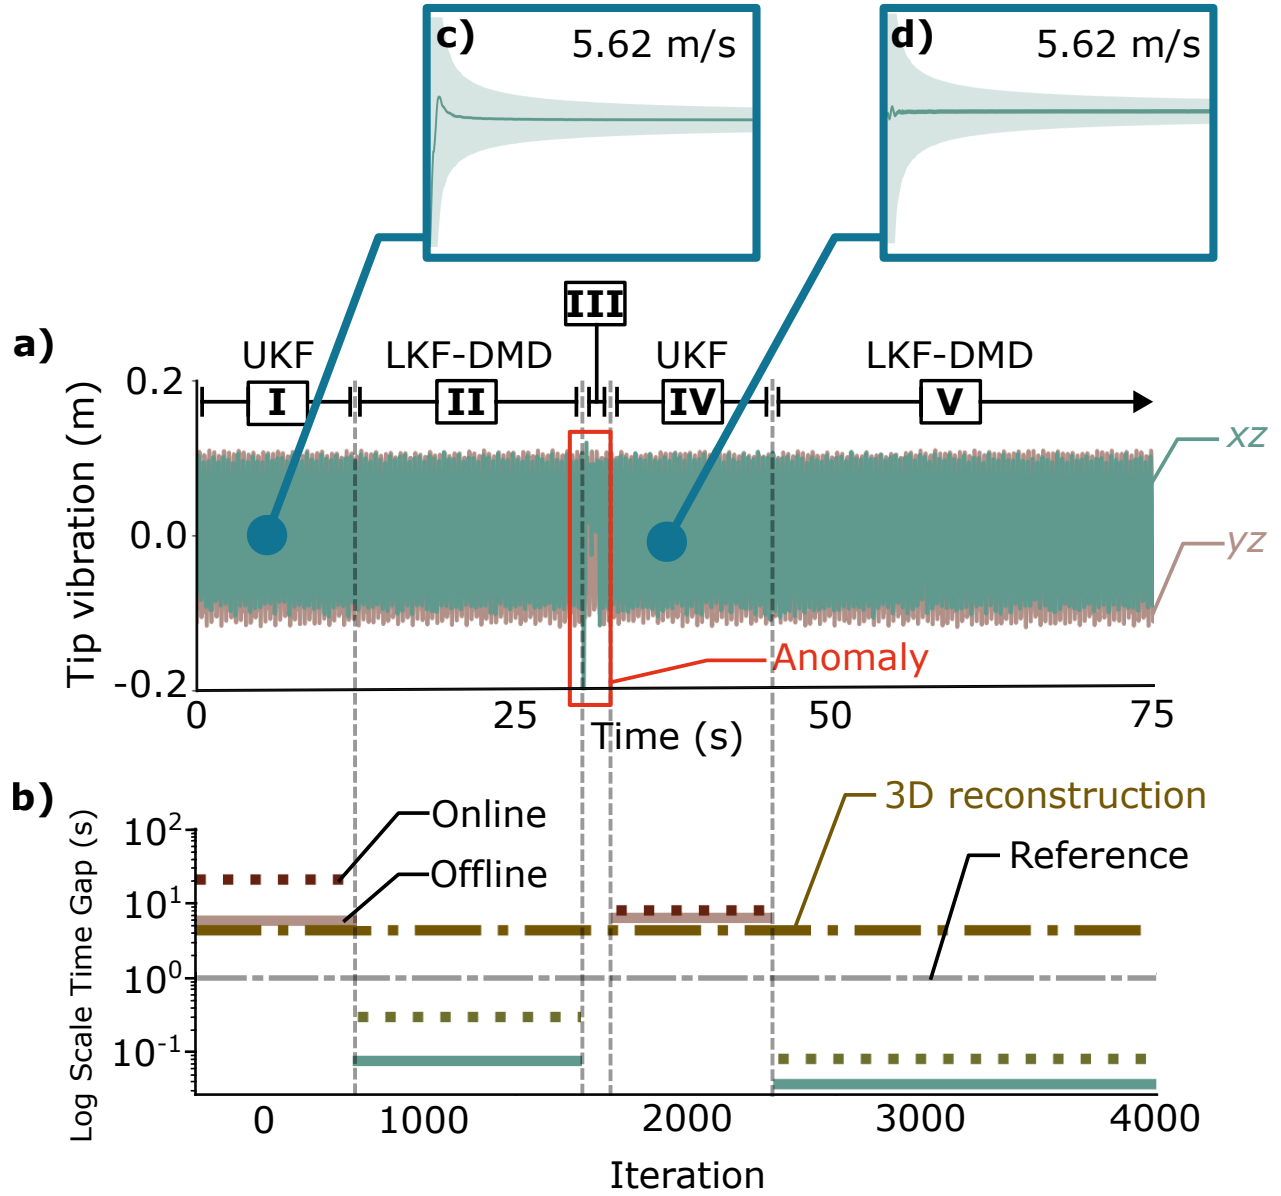 c)
5.62 m/s
d)
5.62 m/s
III
a)
UKF
LKF-DMD
UKF
LKF-DMD
I
II
IV
V
0.2
0.0
-0.2
Tip vibration (m)
xz
yz
Anomaly
0
25
50
75
Time (s)
b)
Online
Offline
3D reconstruction
Reference
10²
10¹
10⁰
10⁻¹
Log Scale Time Gap (s)
0
1000
2000
3000
4000
Iteration